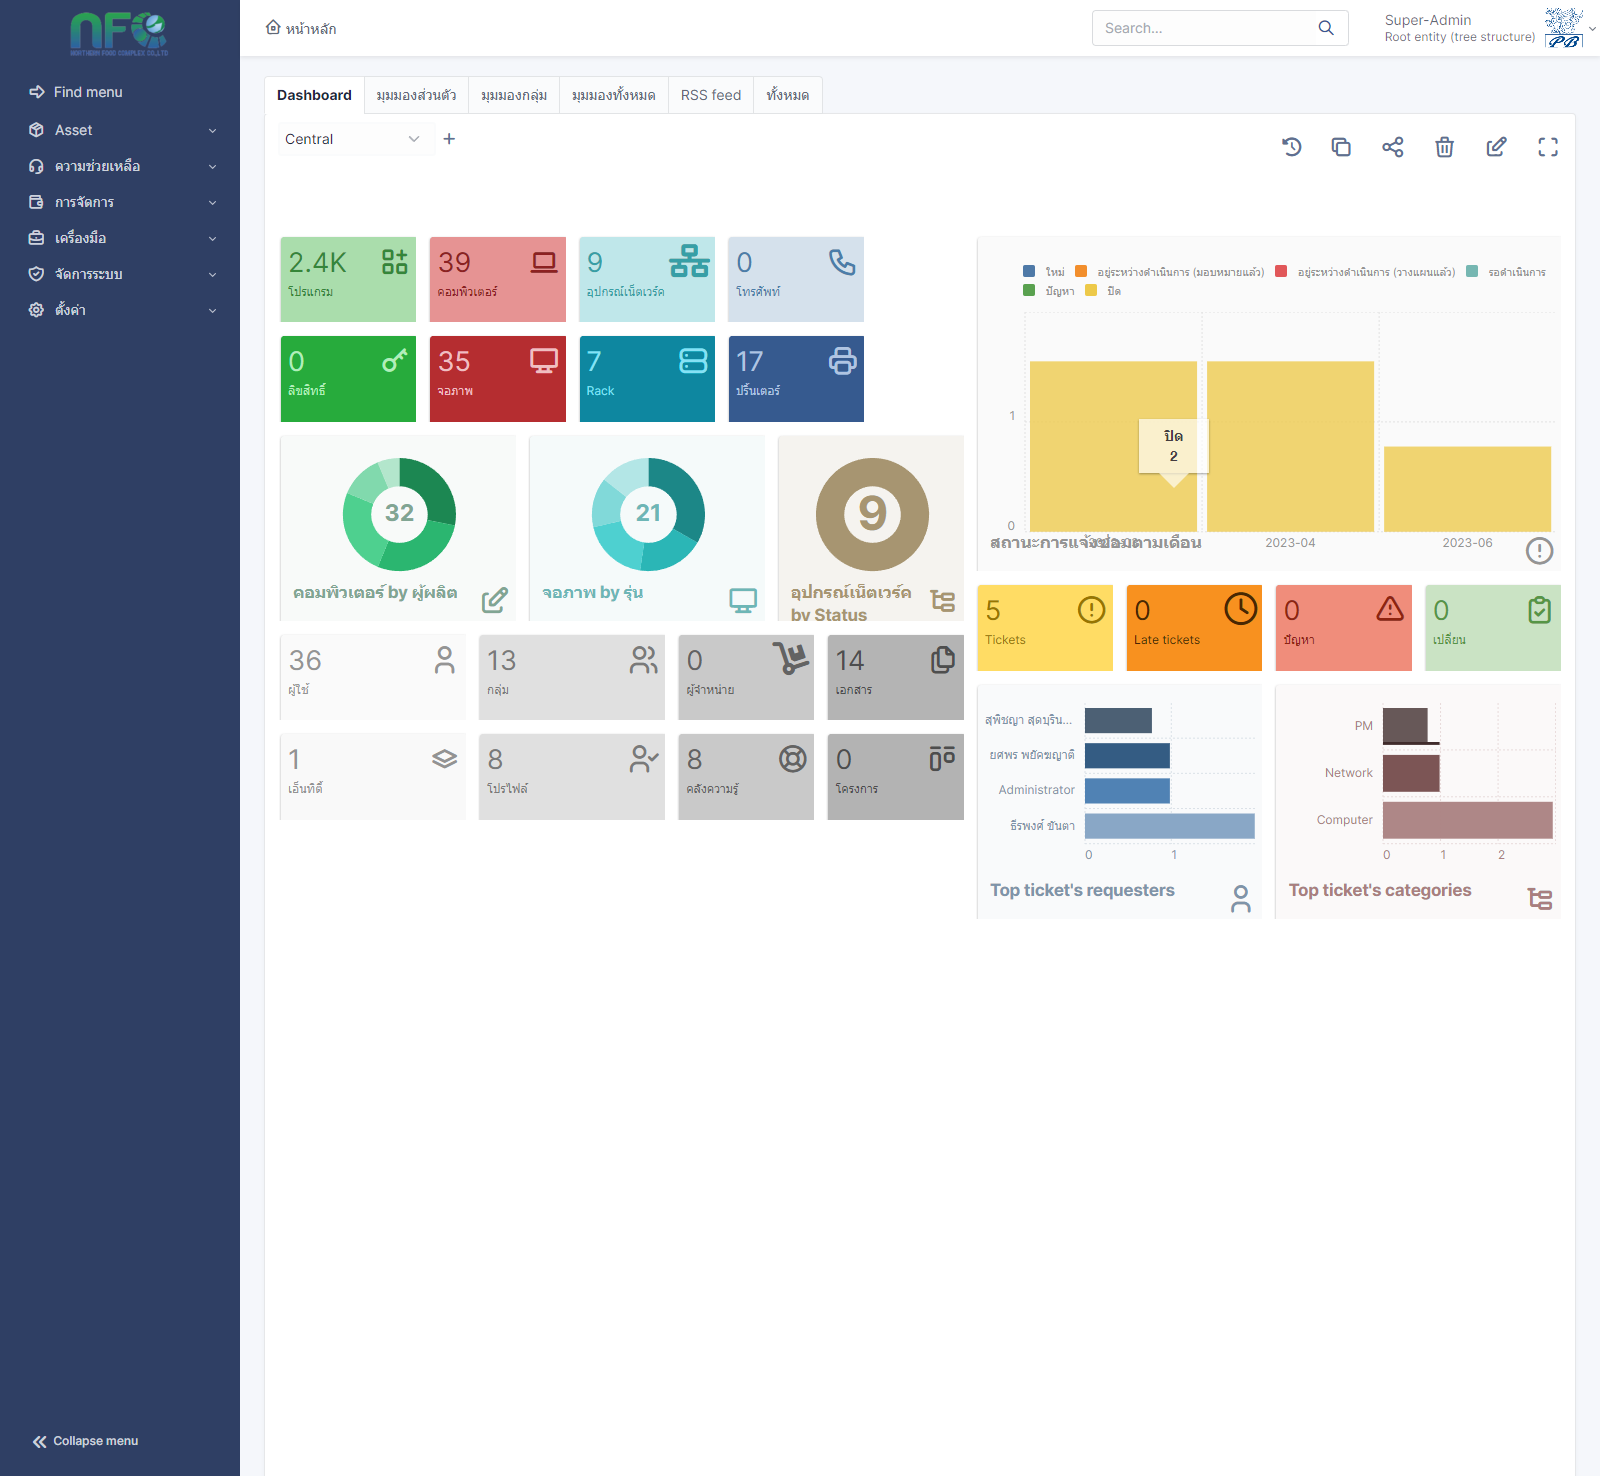 NFC
NORTHERN FOOD COMPLEX CO.,LTD
Find menu
Asset
ความช่วยเหลือ
การจัดการ
เครื่องมือ
จัดการระบบ
ตั้งค่า
Collapse menu
หน้าหลัก
Search...
Super-Admin
Root entity (tree structure)
PB
Dashboard
มุมมองส่วนตัว
มุมมองกลุ่ม
มุมมองทั้งหมด
RSS feed
ทั้งหมด
Central
2.4K
โปรแกรม
39
คอมพิวเตอร์
9
อุปกรณ์เน็ตเวร์ค
0
โทรศัพท์
0
ลิขสิทธิ์
35
จอภาพ
7
Rack
17
ปริ้นเตอร์
32
คอมพิวเตอร์ by ผู้ผลิต
21
จอภาพ by รุ่น
9
อุปกรณ์เน็ตเวร์ค
by Status
36
ผู้ใช้
13
กลุ่ม
0
ผู้จำหน่าย
14
เอกสาร
1
เอ็นทิตี้
8
โปรไฟล์
8
คลังความรู้
0
โครงการ
ใหม่
อยู่ระหว่างดำเนินการ (มอบหมายแล้ว)
อยู่ระหว่างดำเนินการ (วางแผนแล้ว)
รอดำเนินการ
ปัญหา
ปิด
1
0
ปิด
2
2023-04
2023-06
สถานะการแจ้งซ่อมตามเดือน
5
Tickets
0
Late tickets
0
ปัญหา
0
เปลี่ยน
สุพิชญา สุดบุริน...
ยศพร พยัคฆญาติ
Administrator
ธีรพงศ์ ขันตา
0
1
Top ticket's requesters
PM
Network
Computer
0
1
2
Top ticket's categories